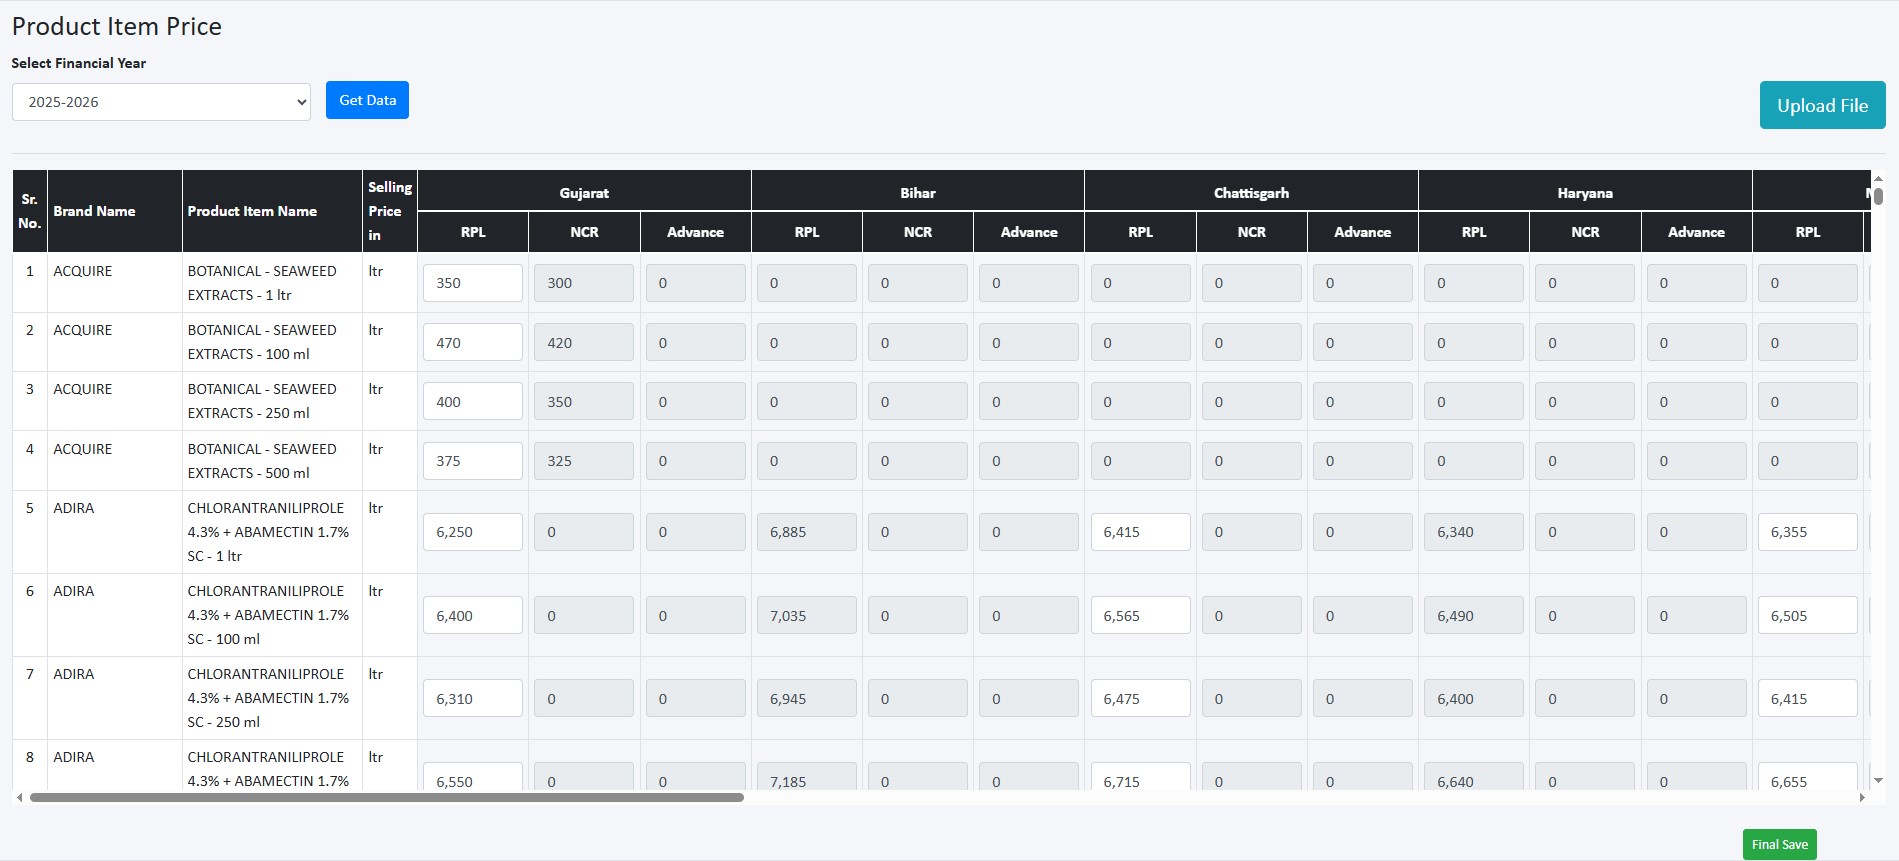 Product Item Price
Select Financial Year
2025-2026
Get Data
Upload File
Sr. No. Brand Name Product Item Name Selling Price in Gujarat Bihar Chattisgarh Haryana
RPL NCR Advance RPL NCR Advance RPL NCR Advance RPL NCR Advance RPL
1 ACQUIRE BOTANICAL - SEAWEED ltr
EXTRACTS - 1 ltr
350 300 0 0 0 0 0 0 0 0 0 0 0
2 ACQUIRE BOTANICAL - SEAWEED ltr
EXTRACTS - 100 ml
470 420 0 0 0 0 0 0 0 0 0 0 0
3 ACQUIRE BOTANICAL - SEAWEED ltr
EXTRACTS - 250 ml
400 350 0 0 0 0 0 0 0 0 0 0 0
4 ACQUIRE BOTANICAL - SEAWEED ltr
EXTRACTS - 500 ml
375 325 0 0 0 0 0 0 0 0 0 0 0
5 ADIRA CHLORANTRANILIPROLE ltr
4.3% + ABAMECTIN 1.7%
SC - 1 ltr
6,250 0 0 6,885 0 0 6,415 0 0 6,340 0 0 6,355
6 ADIRA CHLORANTRANILIPROLE ltr
4.3% + ABAMECTIN 1.7%
SC - 100 ml
6,400 0 0 7,035 0 0 6,565 0 0 6,490 0 0 6,505
7 ADIRA CHLORANTRANILIPROLE ltr
4.3% + ABAMECTIN 1.7%
SC - 250 ml
6,310 0 0 6,945 0 0 6,475 0 0 6,400 0 0 6,415
8 ADIRA CHLORANTRANILIPROLE ltr
4.3% + ABAMECTIN 1.7%
6,550 0 0 7,185 0 0 6,715 0 0 6,640 0 0 6,655
Final Save